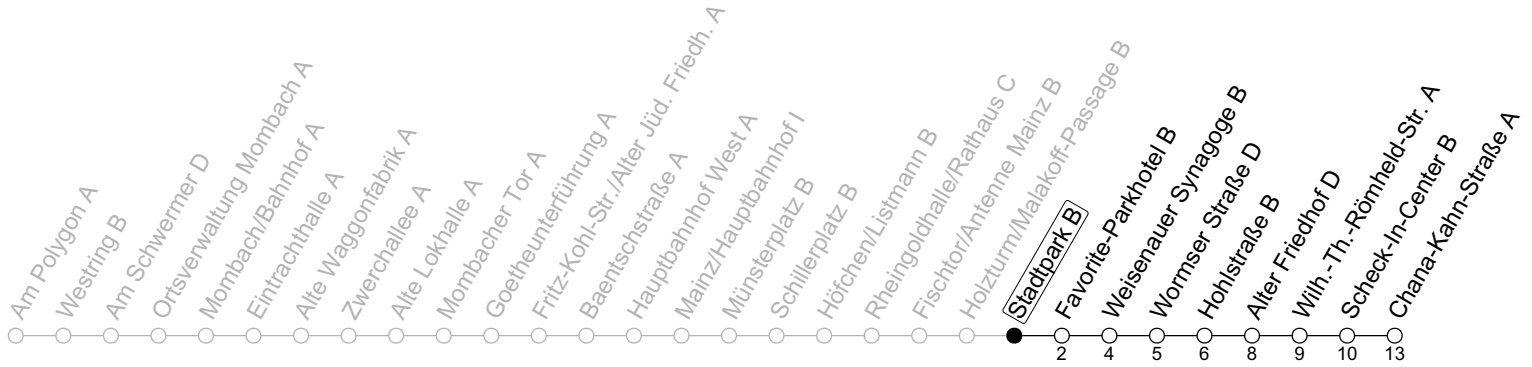 Am Polygon A
Westring B
Am Schwermer D
Ortsverwaltung Mombach A
Mombach/Bahnhof A
Eintrachthalle A
Alte Waggonfabrik A
Zwerchallee A
Alte Lokhalle A
Mombacher Tor A
Goetheunterführung A
Fritz-Kohl-Str./Alter Jüd. Friedh. A
Baentschstraße A
Hauptbahnhof West A
Mainz/Hauptbahnhof I
Münsterplatz B
Schillerplatz B
Höfchen/Listmann B
Rheingoldhalle/Rathaus C
Fischtor/Antenne Mainz B
Holzturm/Malakoff-Passage B
Stadtpark B
Favorite-Parkhotel B
Weisenauer Synagoge B
Wormser Straße D
Hohlstraße B
Alter Friedhof D
Wilh.-Th.-Römheld-Str. A
Scheck-In-Center B
Chana-Kahn-Straße A
2 4 5 6 8 9 10 13